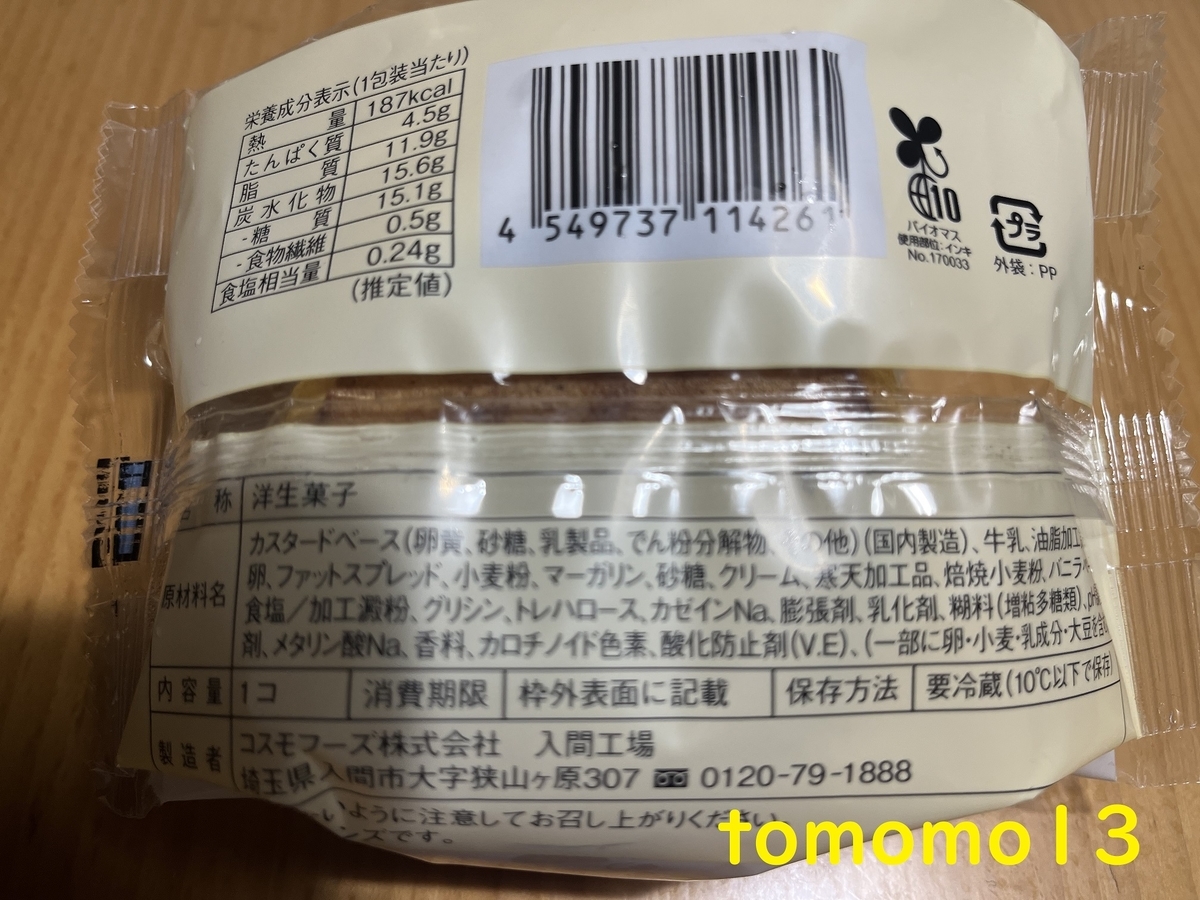 栄養成分表示(1包装当たり)
熱量 187kcal
たんぱく質 4.5g
脂質 11.9g
炭水化物 15.6g
-糖質 15.1g
-食物繊維 0.5g
食塩相当量 0.24g
(推定値)
4 549737 114261
10
バイオマス
使用部位:インキ
No.170033
プラ
外袋:PP
称 洋生菓子
原材料名
カスタードベース(卵黄、砂糖、乳製品、でん粉分解物、その他)(国内製造)、牛乳、油脂加工
卵、ファットスプレッド、小麦粉、マーガリン、砂糖、クリーム、寒天加工品、焙焼小麦粉、バニラ
食塩/加工澱粉、グリシン、トレハロース、カゼインNa、膨張剤、乳化剤、糊料(増粘多糖類)、pH
剤、メタリン酸Na、香料、カロチノイド色素、酸化防止剤(V.E)、(一部に卵・小麦・乳成分・大豆を含
内容量 1コ 消費期限 枠外表面に記載 保存方法 要冷蔵(10℃以下で保存)
製造者 コスモフーズ株式会社 入間工場
埼玉県入間市大字狭山ヶ原307 0120-79-1888
いように注意してお召し上がりください。
ンズです。
tomomo13